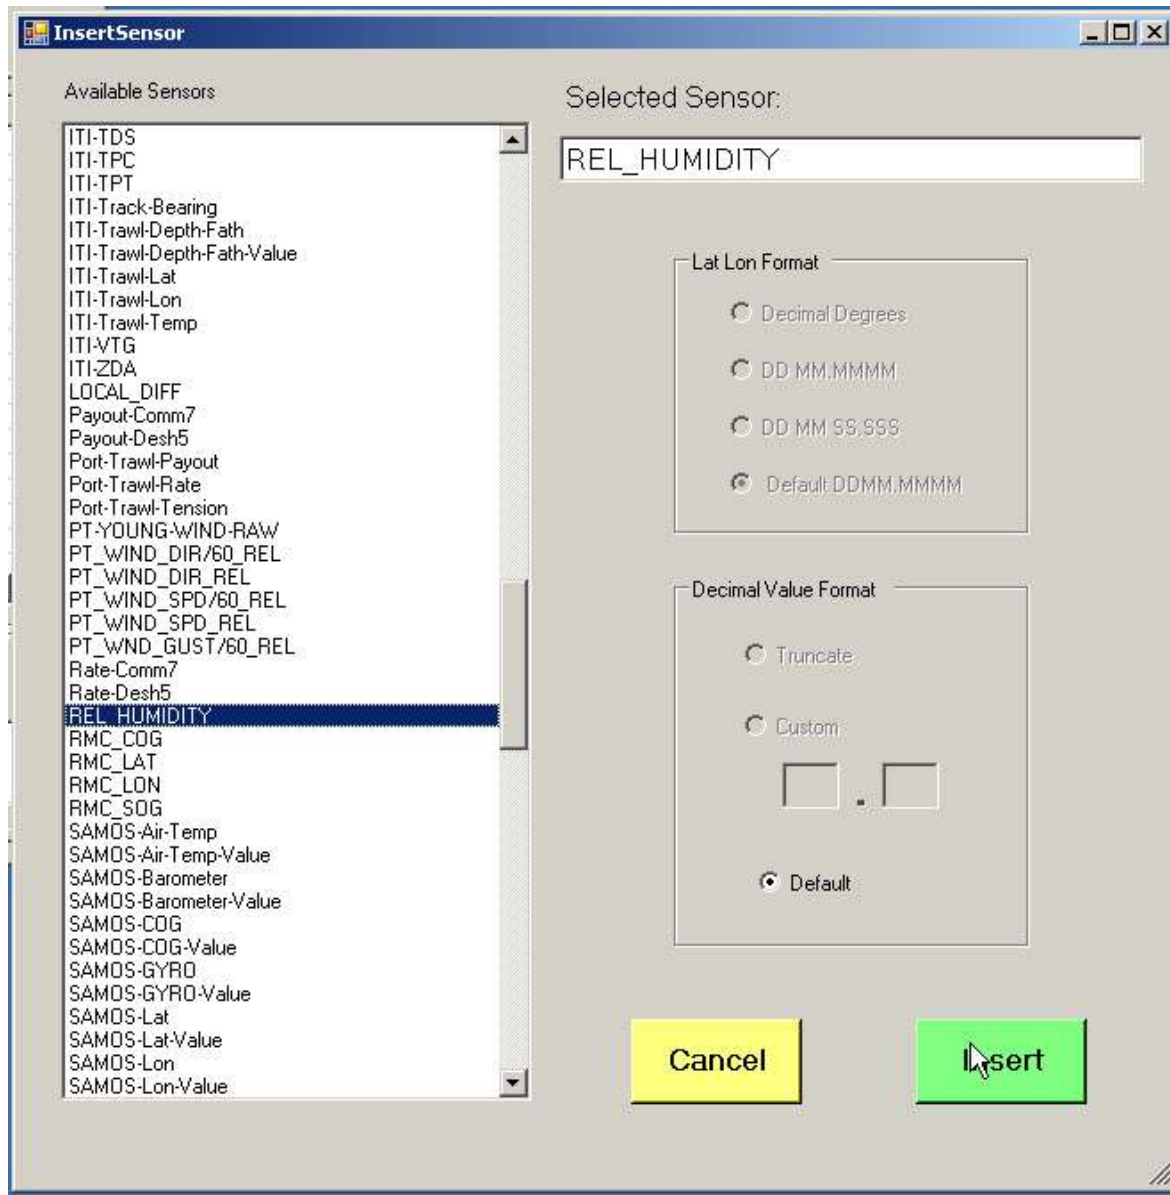 InsertSensor
Available Sensors
ITI-TDS
ITI-TPC
ITI-TPT
ITI-Track-Bearing
ITI-Trawl-Depth-Fath
ITI-Trawl-Depth-Fath-Value
ITI-Trawl-Lat
ITI-Trawl-Lon
ITI-Trawl-Temp
ITI-VTG
ITI-ZDA
LOCAL_DIFF
Payout-Comm7
Payout-Desh5
Port-Trawl-Payout
Port-Trawl-Rate
Port-Trawl-Tension
PT-YOUNG-WIND-RAW
PT_WIND_DIR/60_REL
PT_WIND_DIR_REL
PT_WIND_SPD/60_REL
PT_WIND_SPD_REL
PT_WND_GUST/60_REL
Rate-Comm7
Rate-Desh5
REL_HUMIDITY
RMC_COG
RMC_LAT
RMC_LON
RMC_SOG
SAMOS-Air-Temp
SAMOS-Air-Temp-Value
SAMOS-Barometer
SAMOS-Barometer-Value
SAMOS-COG
SAMOS-COG-Value
SAMOS-GYRO
SAMOS-GYRO-Value
SAMOS-Lat
SAMOS-Lat-Value
SAMOS-Lon
SAMOS-Lon-Value
Selected Sensor:
REL_HUMIDITY
Lat Lon Format
Decimal Degrees
DD MM.MMMM
DD MM SS.SSS
Default DDMM.MMMM
Decimal Value Format
Truncate
Custom
.
Default
Cancel
Insert